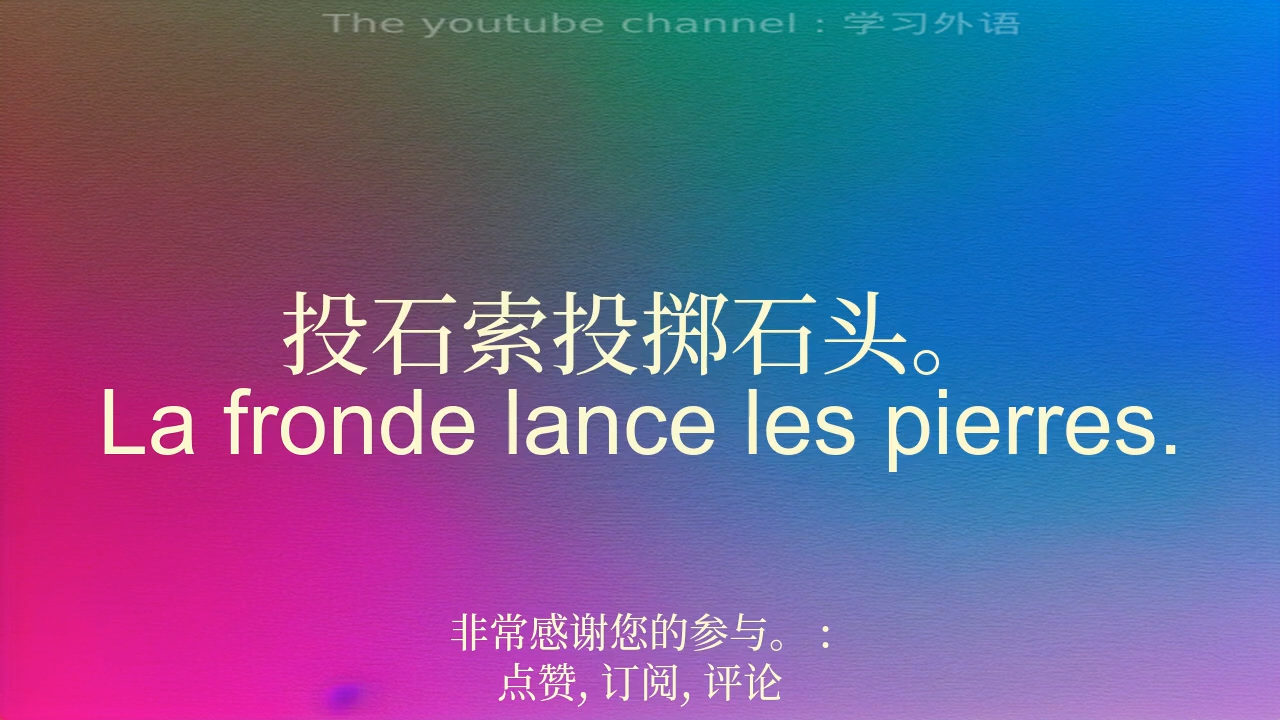 The youtube channel : 学习外语
投石索投掷石头。
La fronde lance les pierres.
非常感谢您的参与。 :
点赞, 订阅, 评论